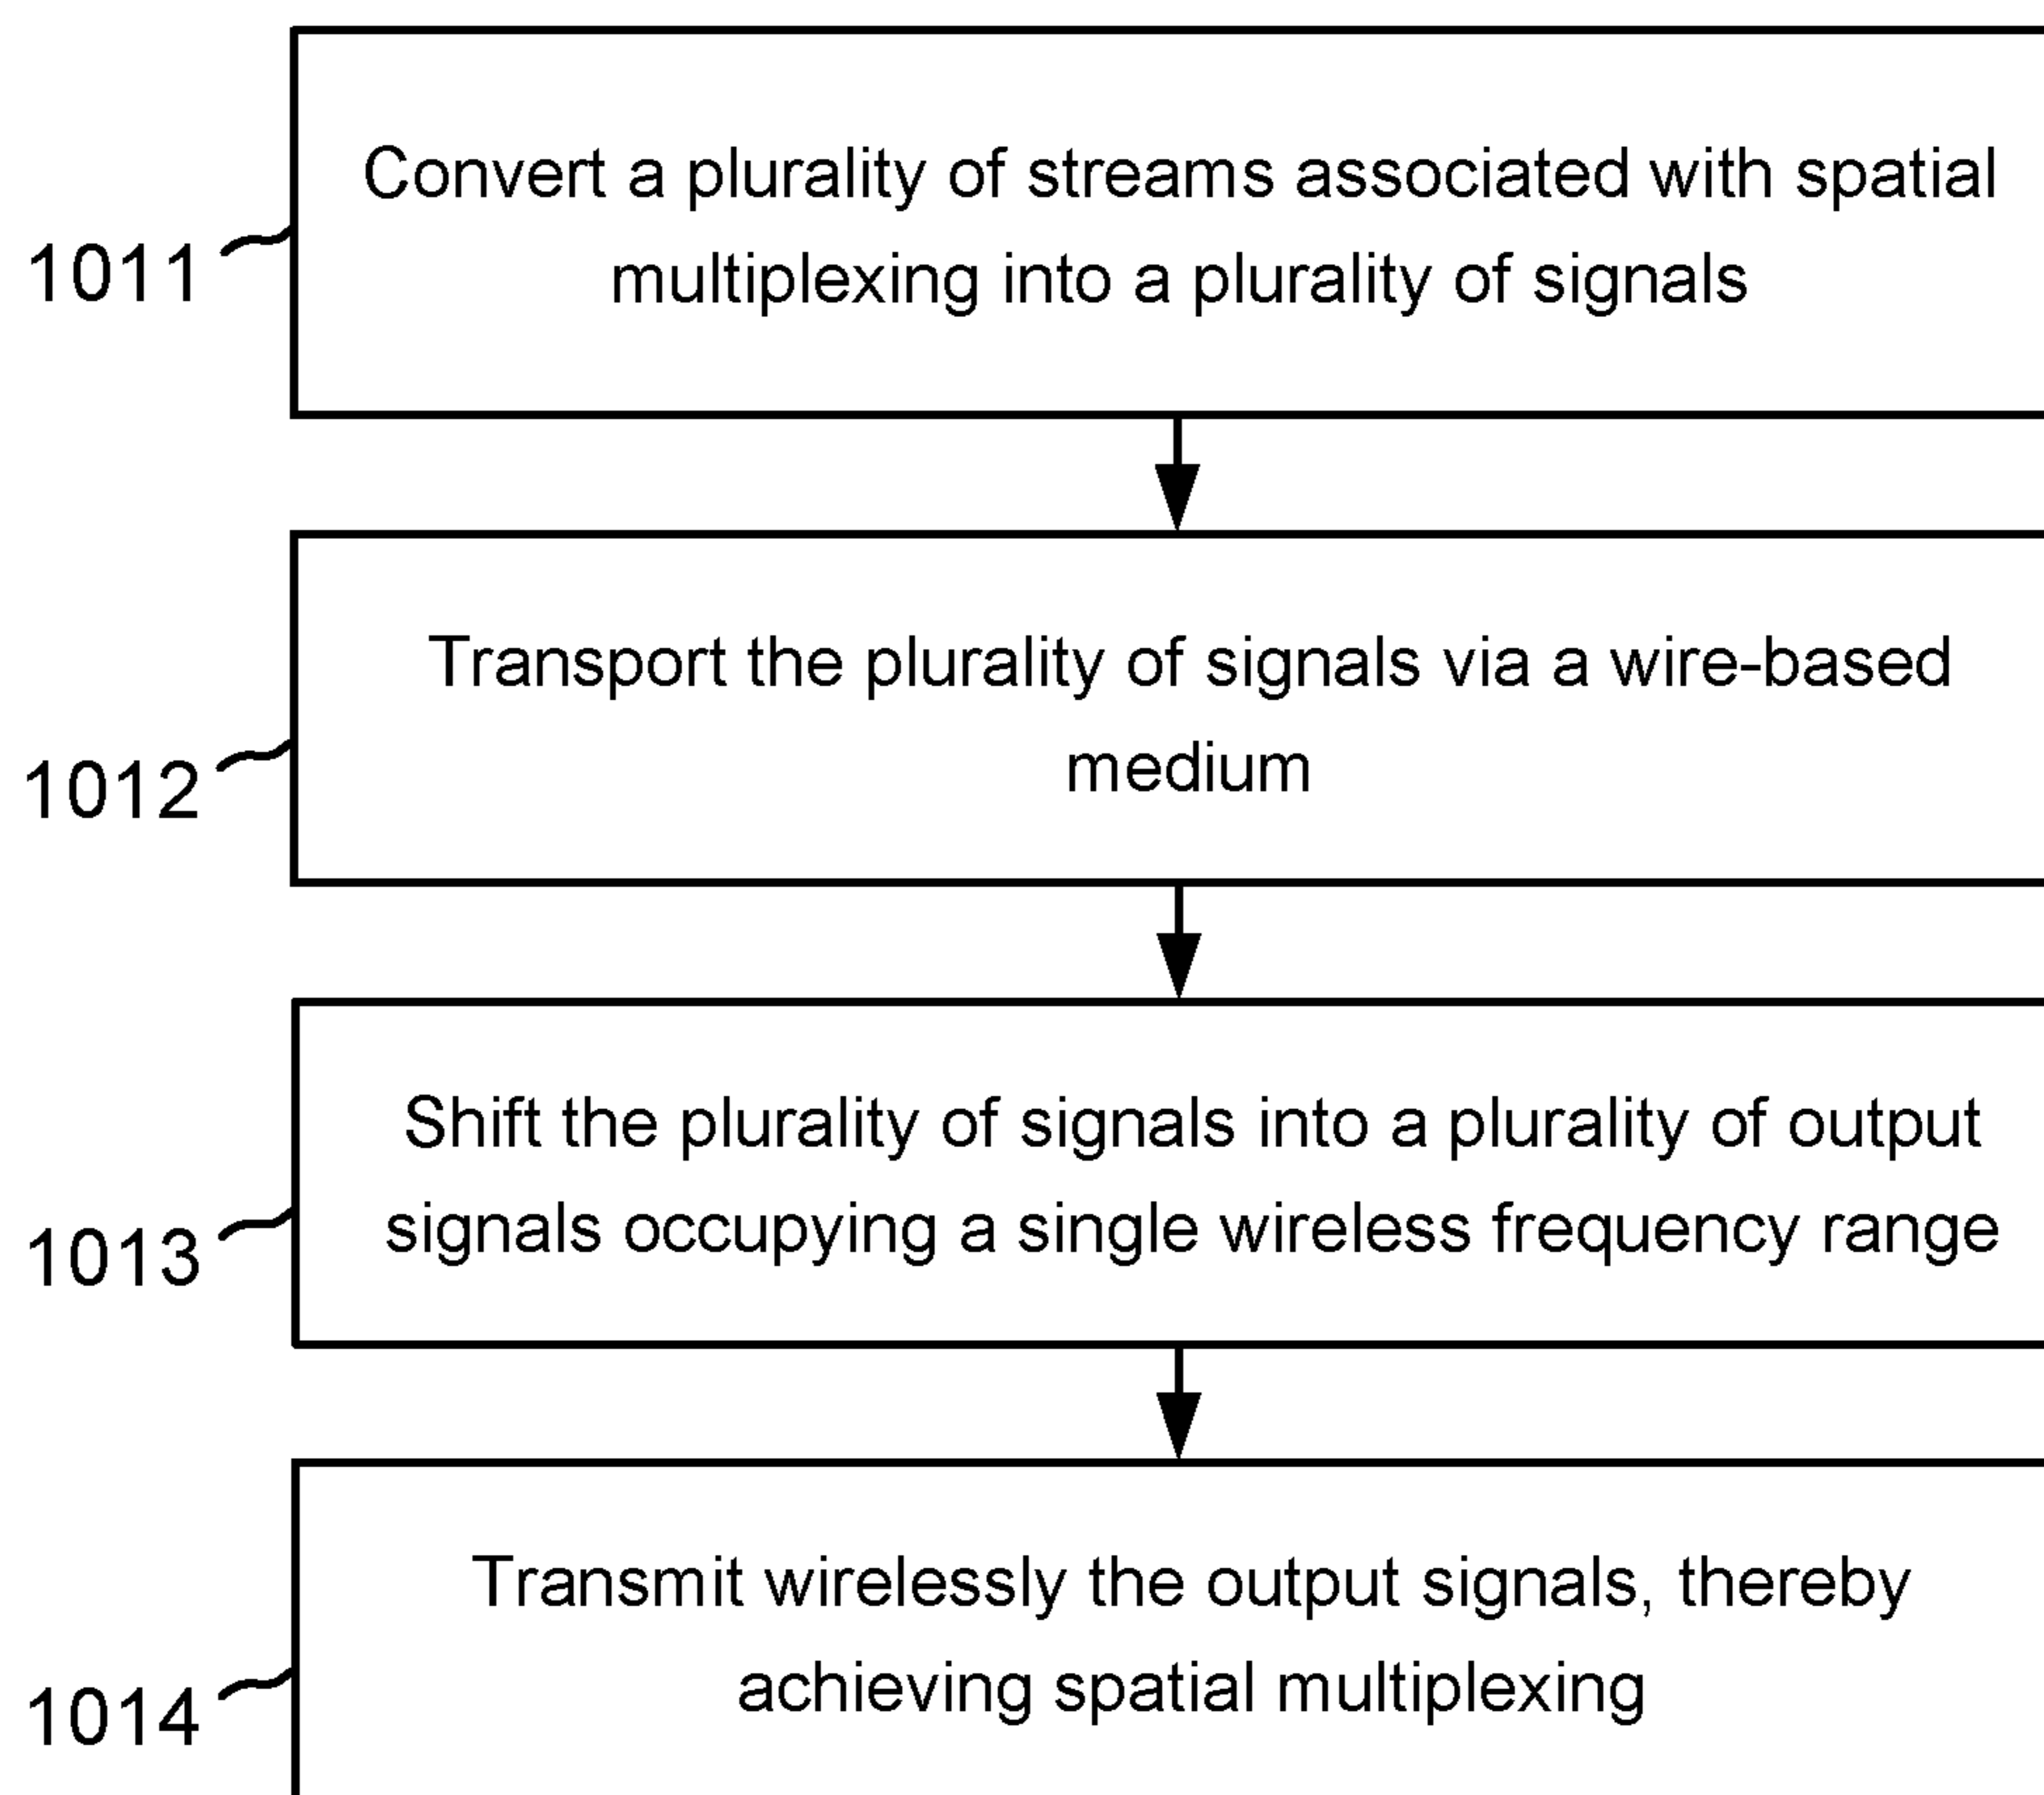 Convert a plurality of streams associated with spatial
multiplexing into a plurality of signals
1011
Transport the plurality of signals via a wire-based
medium
1012
Shift the plurality of signals into a plurality of output
signals occupying a single wireless frequency range
1013
Transmit wirelessly the output signals, thereby
achieving spatial multiplexing
1014